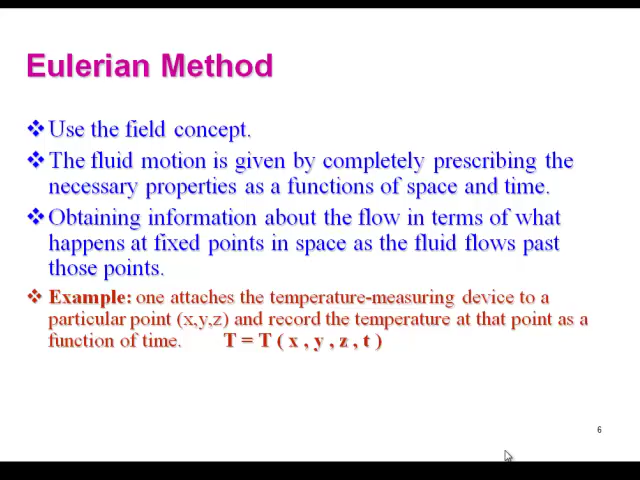 Eulerian Method
❖ Use the field concept.
❖ The fluid motion is given by completely prescribing the
necessary properties as a functions of space and time.
❖ Obtaining information about the flow in terms of what
happens at fixed points in space as the fluid flows past
those points.
❖ Example: one attaches the temperature-measuring device to a
particular point (x,y,z) and record the temperature at that point as a
function of time. T = T ( x , y , z , t )
6